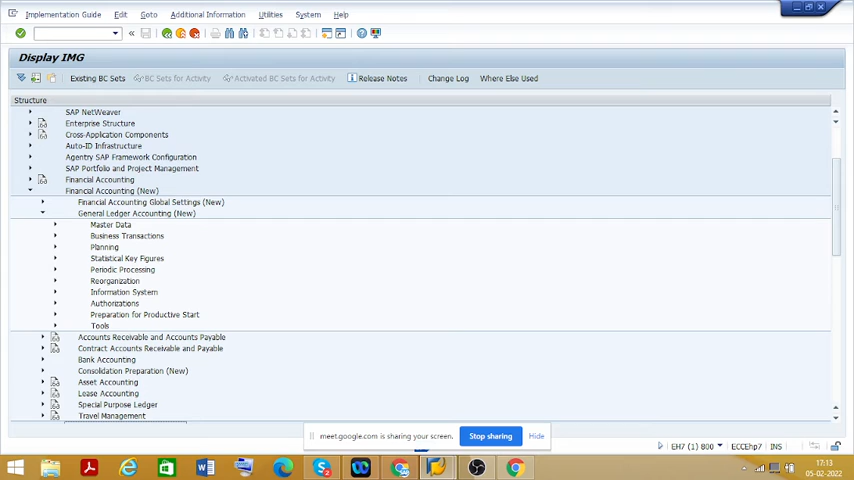 Implementation Guide Edit Goto Additional Information Utilities System Help
Display IMG
Existing BC Sets BC Sets for Activity Activated BC Sets for Activity Release Notes Change Log Where Else Used
Structure
SAP NetWeaver
Enterprise Structure
Cross-Application Components
Auto-ID Infrastructure
Agentry SAP Framework Configuration
SAP Portfolio and Project Management
Financial Accounting
Financial Accounting (New)
Financial Accounting Global Settings (New)
General Ledger Accounting (New)
Master Data
Business Transactions
Planning
Statistical Key Figures
Periodic Processing
Reorganization
Information System
Authorizations
Preparation for Productive Start
Tools
Accounts Receivable and Accounts Payable
Contract Accounts Receivable and Payable
Bank Accounting
Consolidation Preparation (New)
Asset Accounting
Lease Accounting
Special Purpose Ledger
Travel Management
meet.google.com is sharing your screen. Stop sharing Hide
EH7 (1) 800 ECCEhp7 INS
17:13
05-02-2022